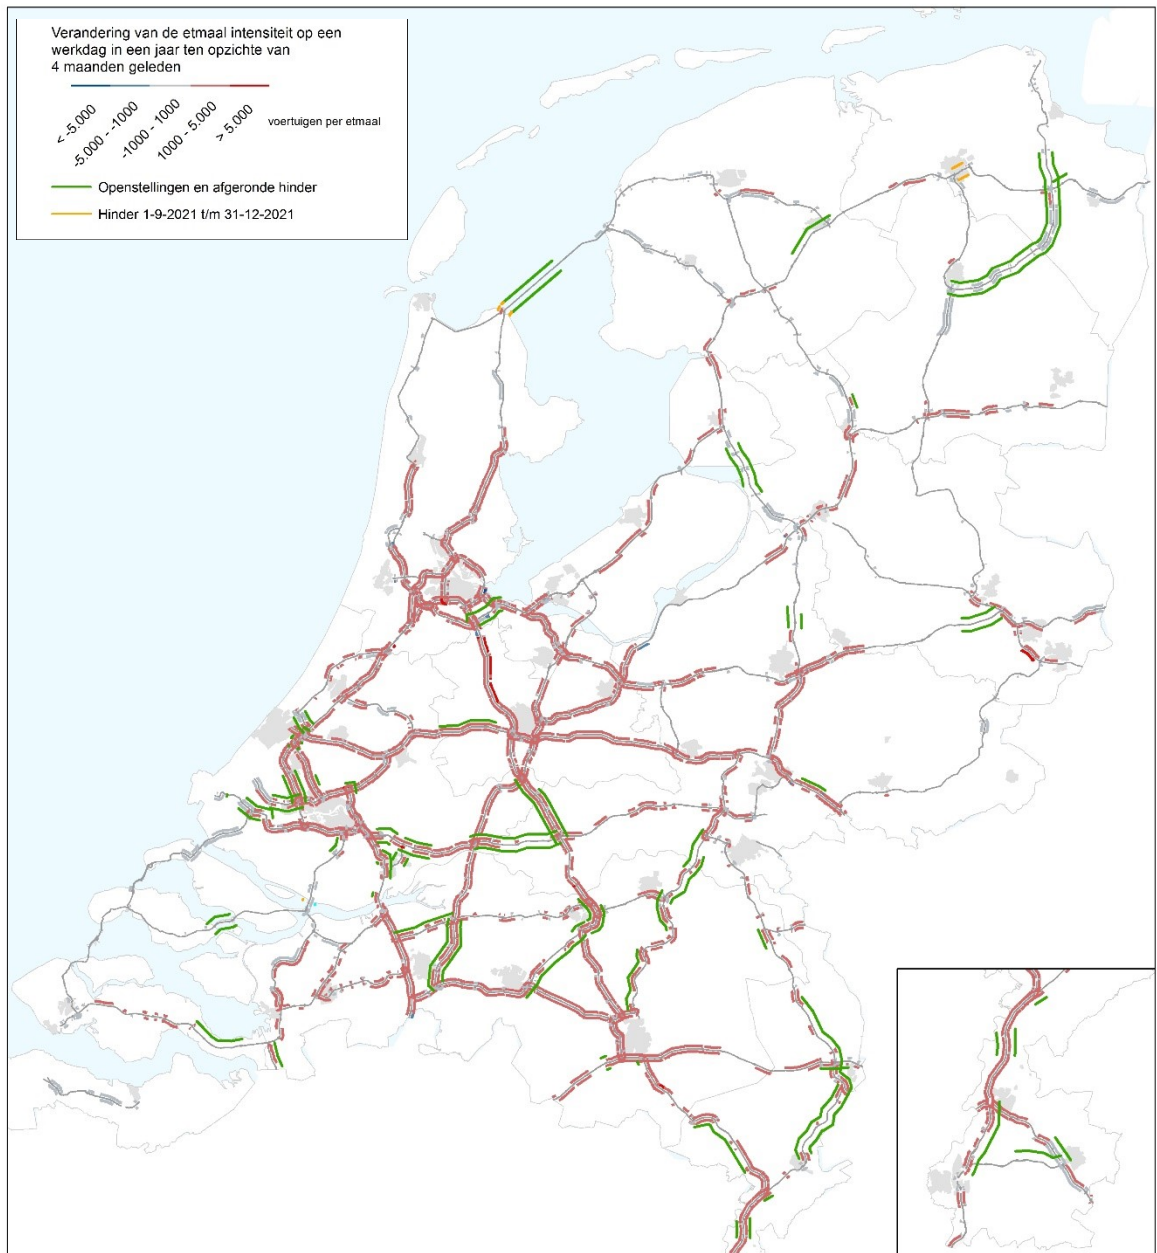 Verandering van de etmaal intensiteit op een
werkdag in een jaar ten opzichte van
4 maanden geleden
< -5.000
-5.000 - -1000
-1000 - 1000
1000 - 5.000
> 5.000
voertuigen per etmaal
Openstellingen en afgeronde hinder
Hinder 1-9-2021 t/m 31-12-2021